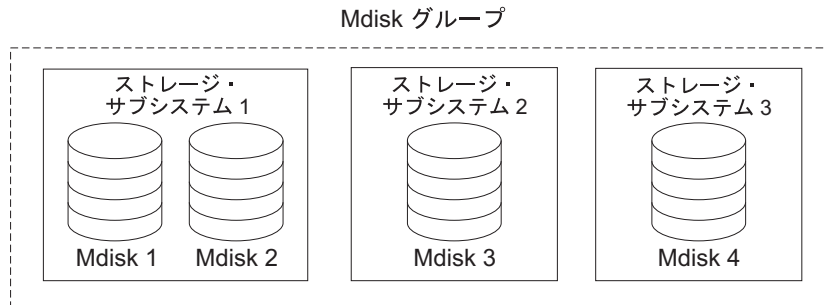 Mdisk グループ
ストレージ・
サブシステム 1
Mdisk 1
Mdisk 2
ストレージ・
サブシステム 2
Mdisk 3
ストレージ・
サブシステム 3
Mdisk 4